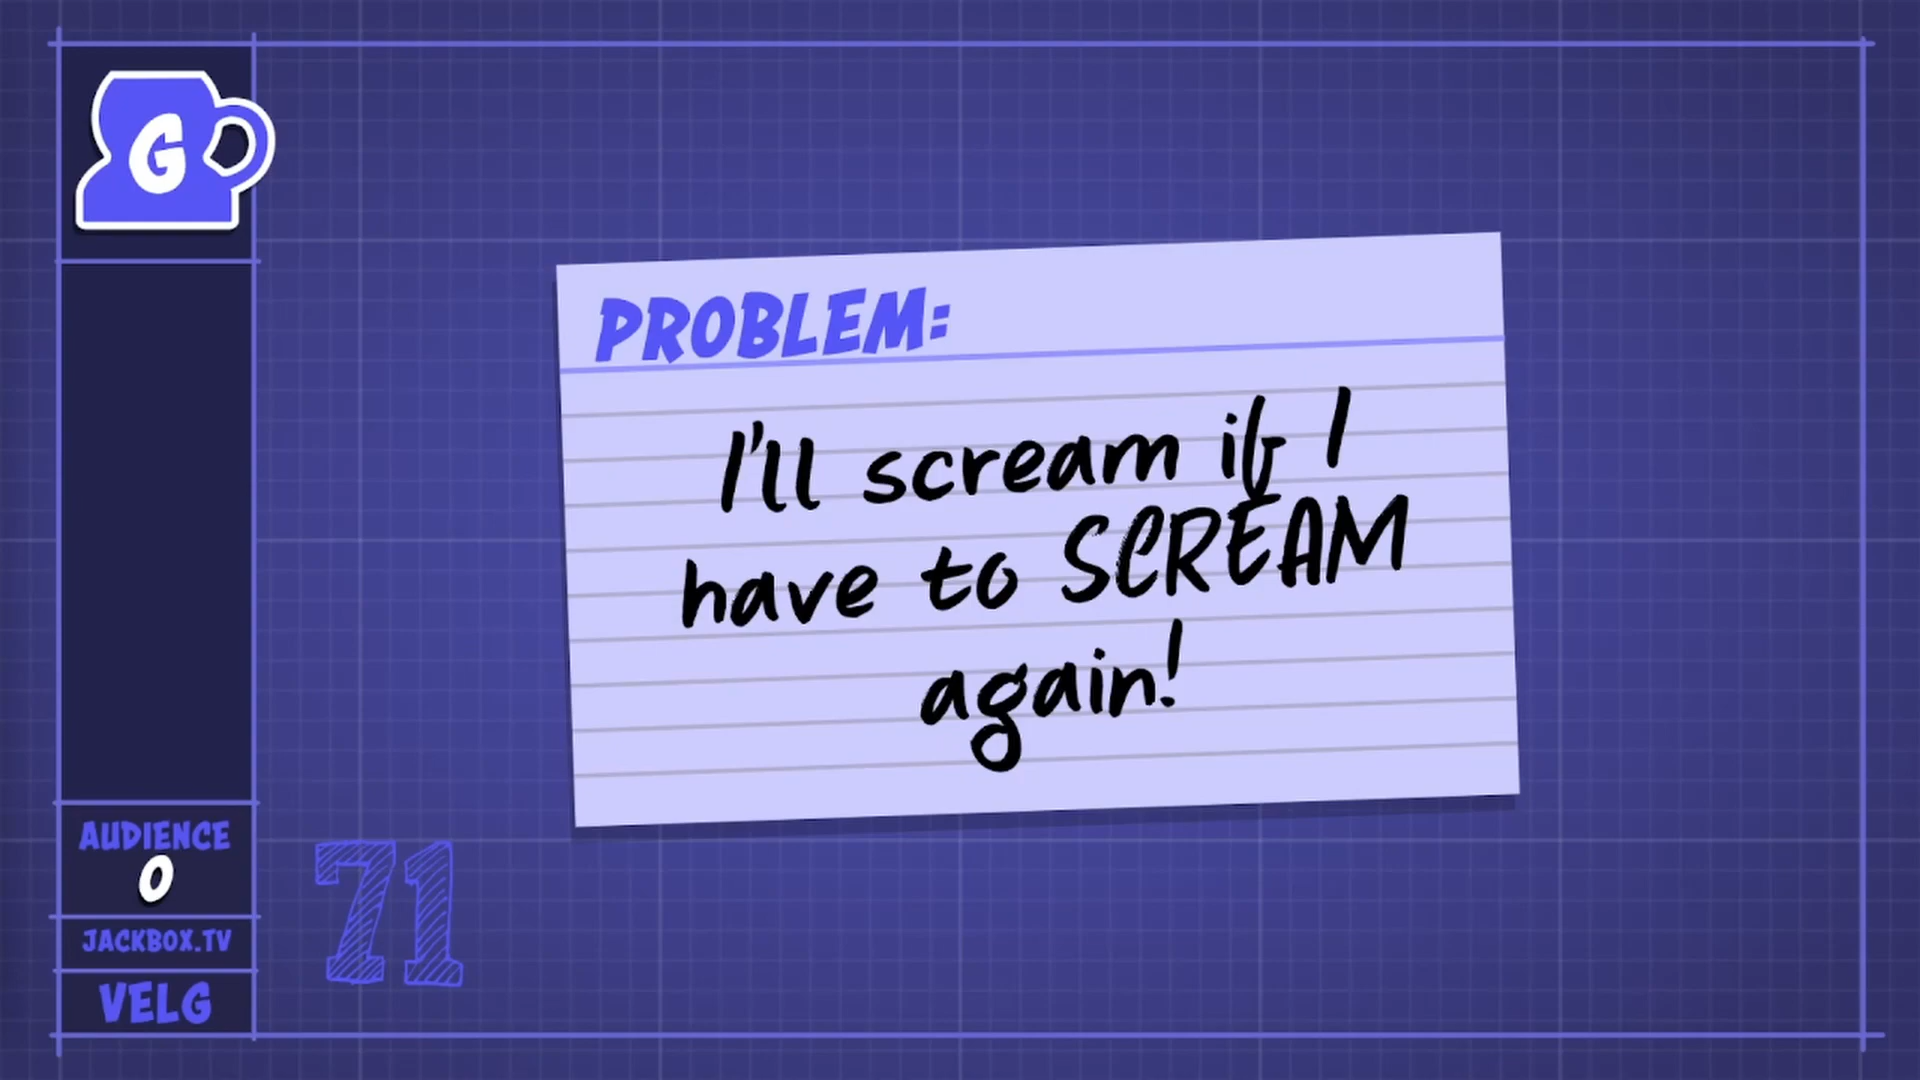 G
PROBLEM:
I'll scream if I
have to SCREAM
again!
AUDIENCE
0
JACKBOX.TV
VELG
71